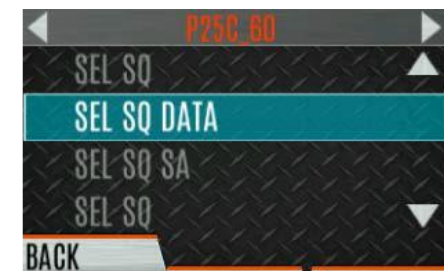 P25C_60
SEL SQ
SEL SQ DATA
SEL SQ SA
SEL SQ
BACK